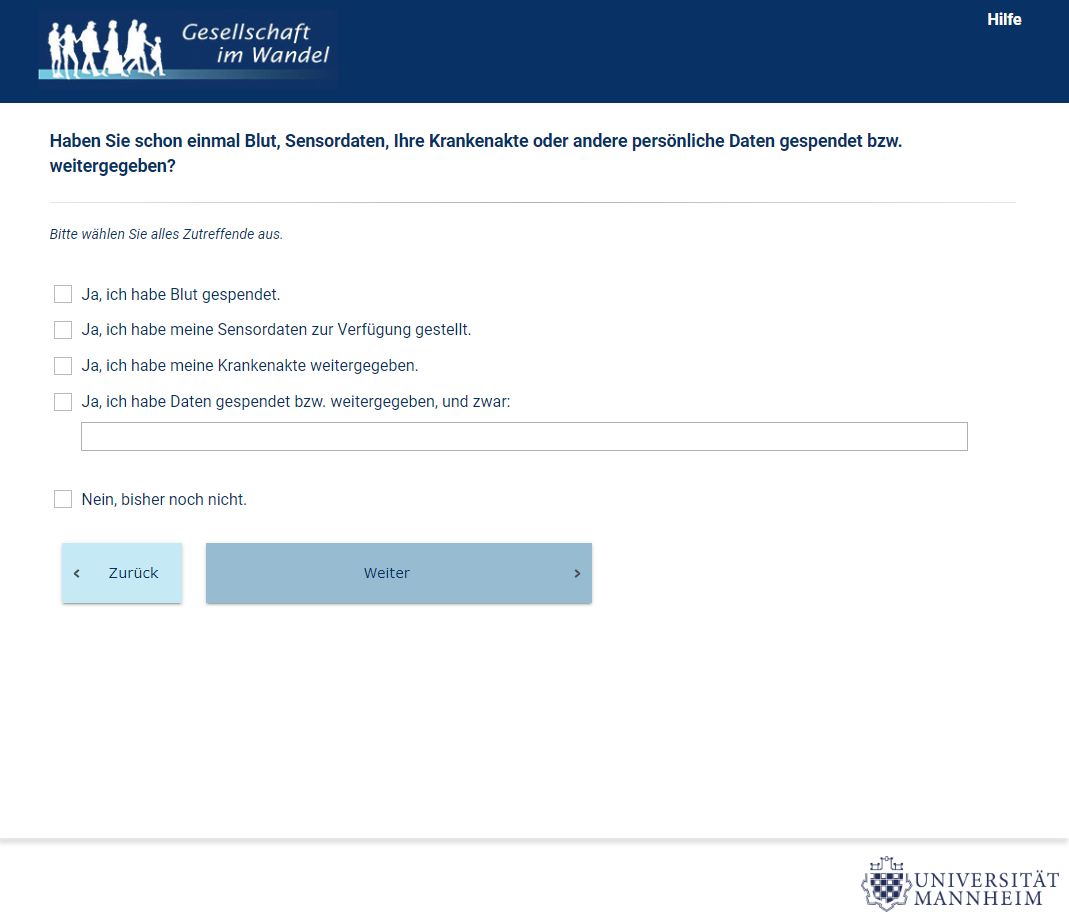 Gesellschaft
im Wandel
Hilfe
Haben Sie schon einmal Blut, Sensordaten, Ihre Krankenakte oder andere persönliche Daten gespendet bzw.
weitergegeben?
Bitte wählen Sie alles Zutreffende aus.
Ja, ich habe Blut gespendet.
Ja, ich habe meine Sensordaten zur Verfügung gestellt.
Ja, ich habe meine Krankenakte weitergegeben.
Ja, ich habe Daten gespendet bzw. weitergegeben, und zwar:
Nein, bisher noch nicht.
‹ Zurück
Weiter ›
UNIVERSITÄT
MANNHEIM